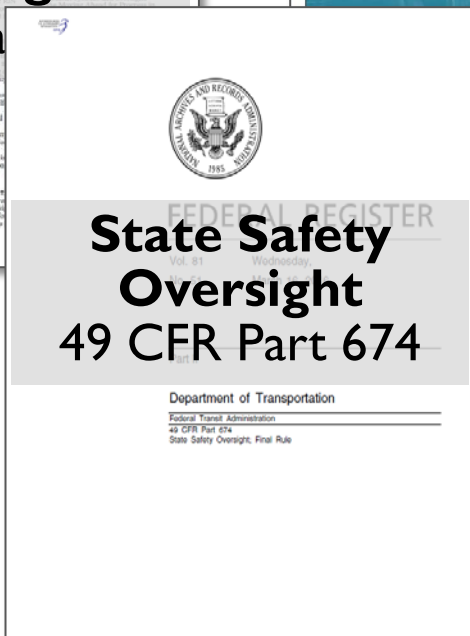 g
NATIONAL ARCHIVES AND RECORDS ADMINISTRATION
1985
FEDERAL REGISTER
State Safety
Vol. 81 Wednesday,
Oversight
49 CFR Part 674
Part
Department of Transportation
Federal Transit Administration
49 CFR Part 674
State Safety Oversight; Final Rule